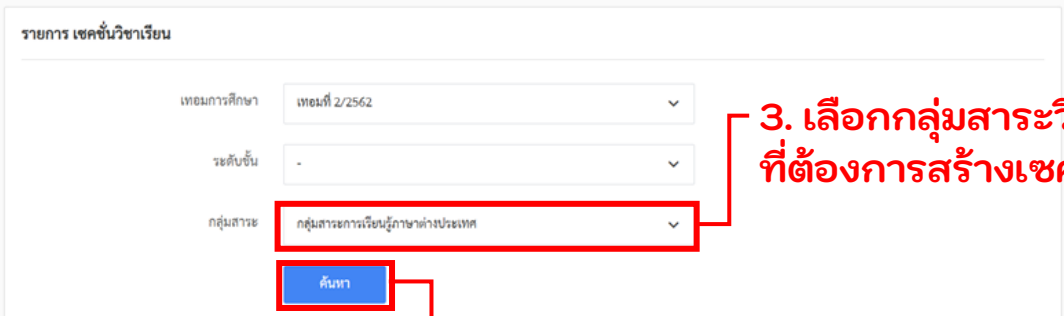 รายการ เซคชั่นวิชาเรียน
เทอมการศึกษา เทอมที่ 2/2562
ระดับชั้น -
3. เลือกกลุ่มสาระวิ
ที่ต้องการสร้างเซค
กลุ่มสาระ กลุ่มสาระการเรียนรู้ภาษาต่างประเทศ
ค้นหา